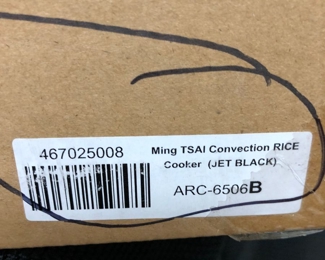 467025008
Ming TSAI Convection RICE
Cooker (JET BLACK)
ARC-6506B